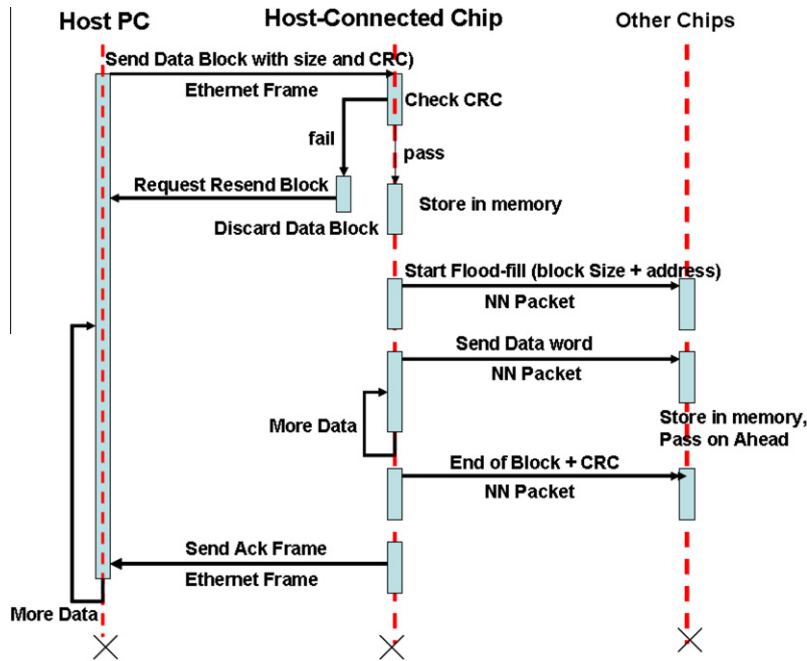 Host PC
Host-Connected Chip
Other Chips
Send Data Block with size and CRC)
Ethernet Frame
Check CRC
fail
pass
Request Resend Block
Store in memory
Discard Data Block
Start Flood-fill (block Size + address)
NN Packet
Send Data word
NN Packet
More Data
Store in memory,
Pass on Ahead
End of Block + CRC
NN Packet
Send Ack Frame
Ethernet Frame
More Data